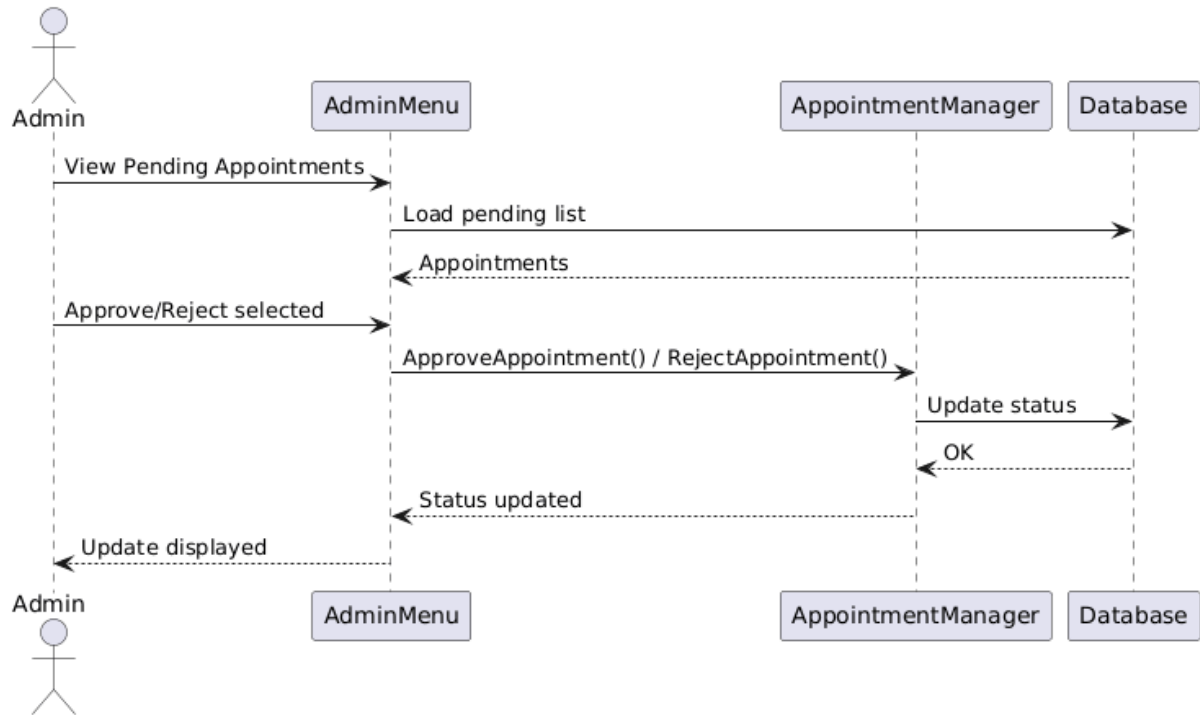 Admin
AdminMenu
AppointmentManager
Database
View Pending Appointments
Load pending list
Appointments
Approve/Reject selected
ApproveAppointment() / RejectAppointment()
Update status
OK
Status updated
Update displayed
Admin
AdminMenu
AppointmentManager
Database